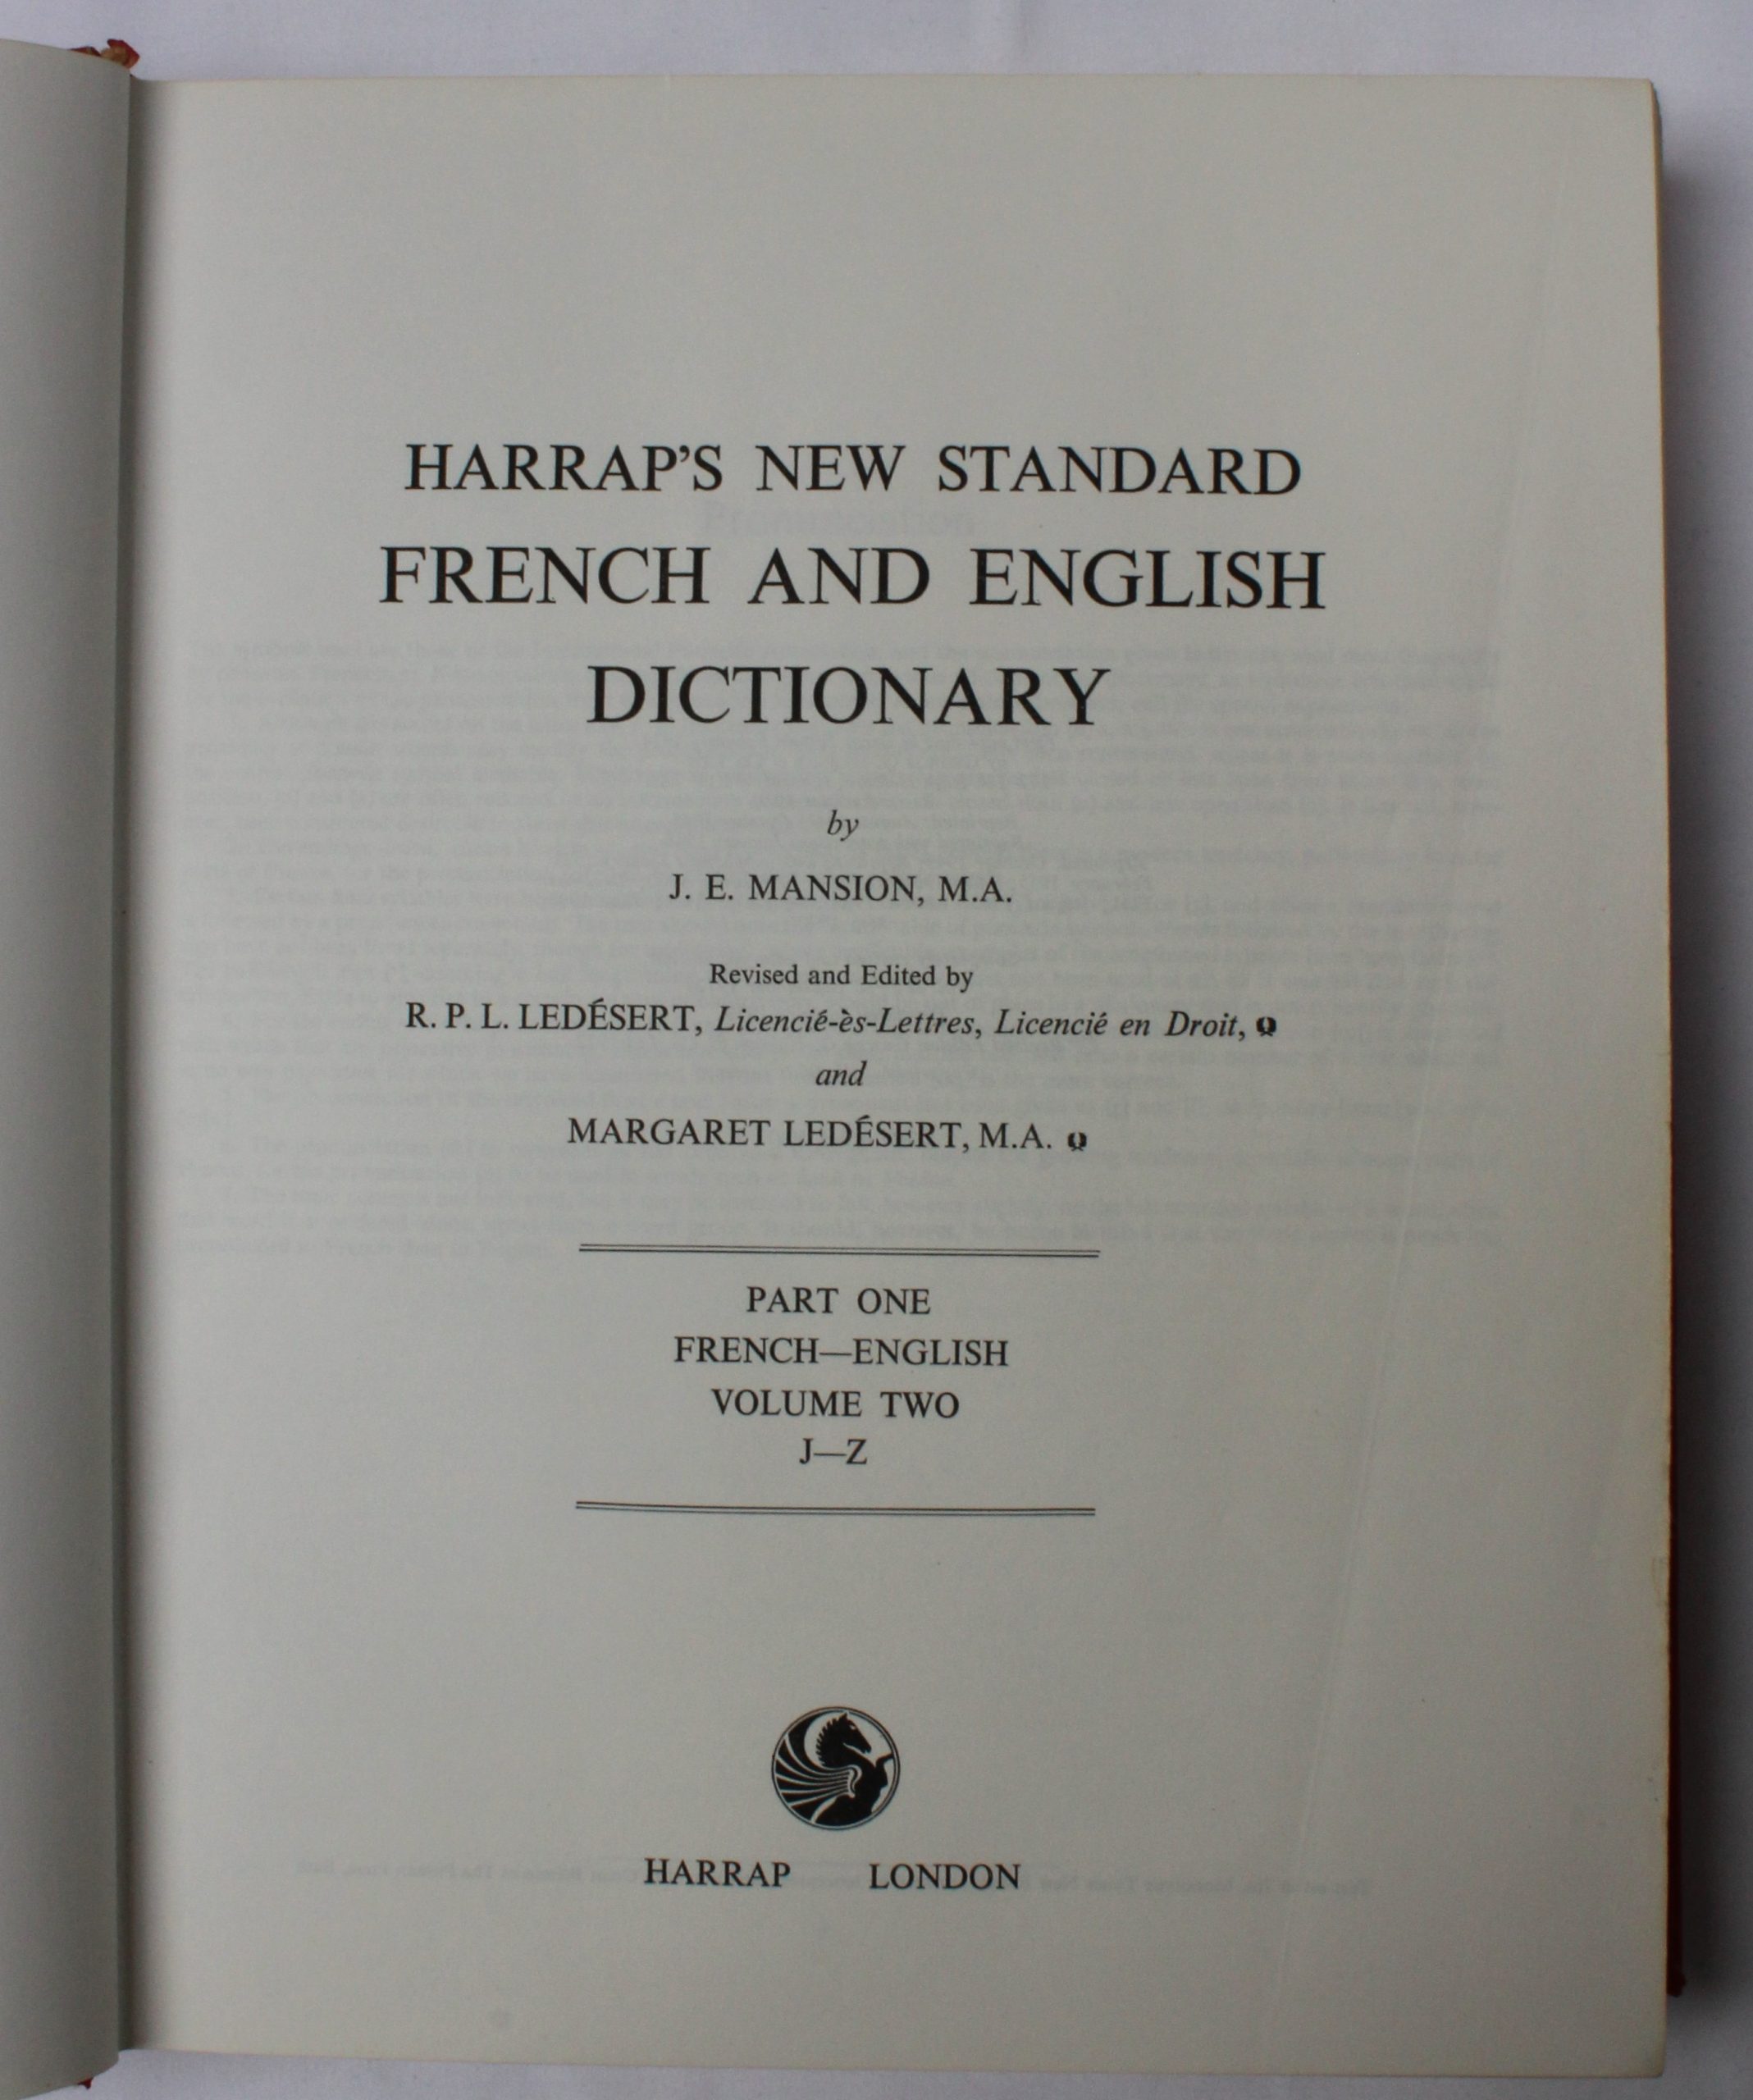 HARRAP'S NEW STANDARD
FRENCH AND ENGLISH
DICTIONARY
by
J. E. MANSION, M.A.
Revised and Edited by
R. P. L. LEDÉSERT, Licencié-ès-Lettres, Licencié en Droit,
and
MARGARET LEDÉSERT, M.A.
PART ONE
FRENCH—ENGLISH
VOLUME TWO
J—Z
HARRAP LONDON